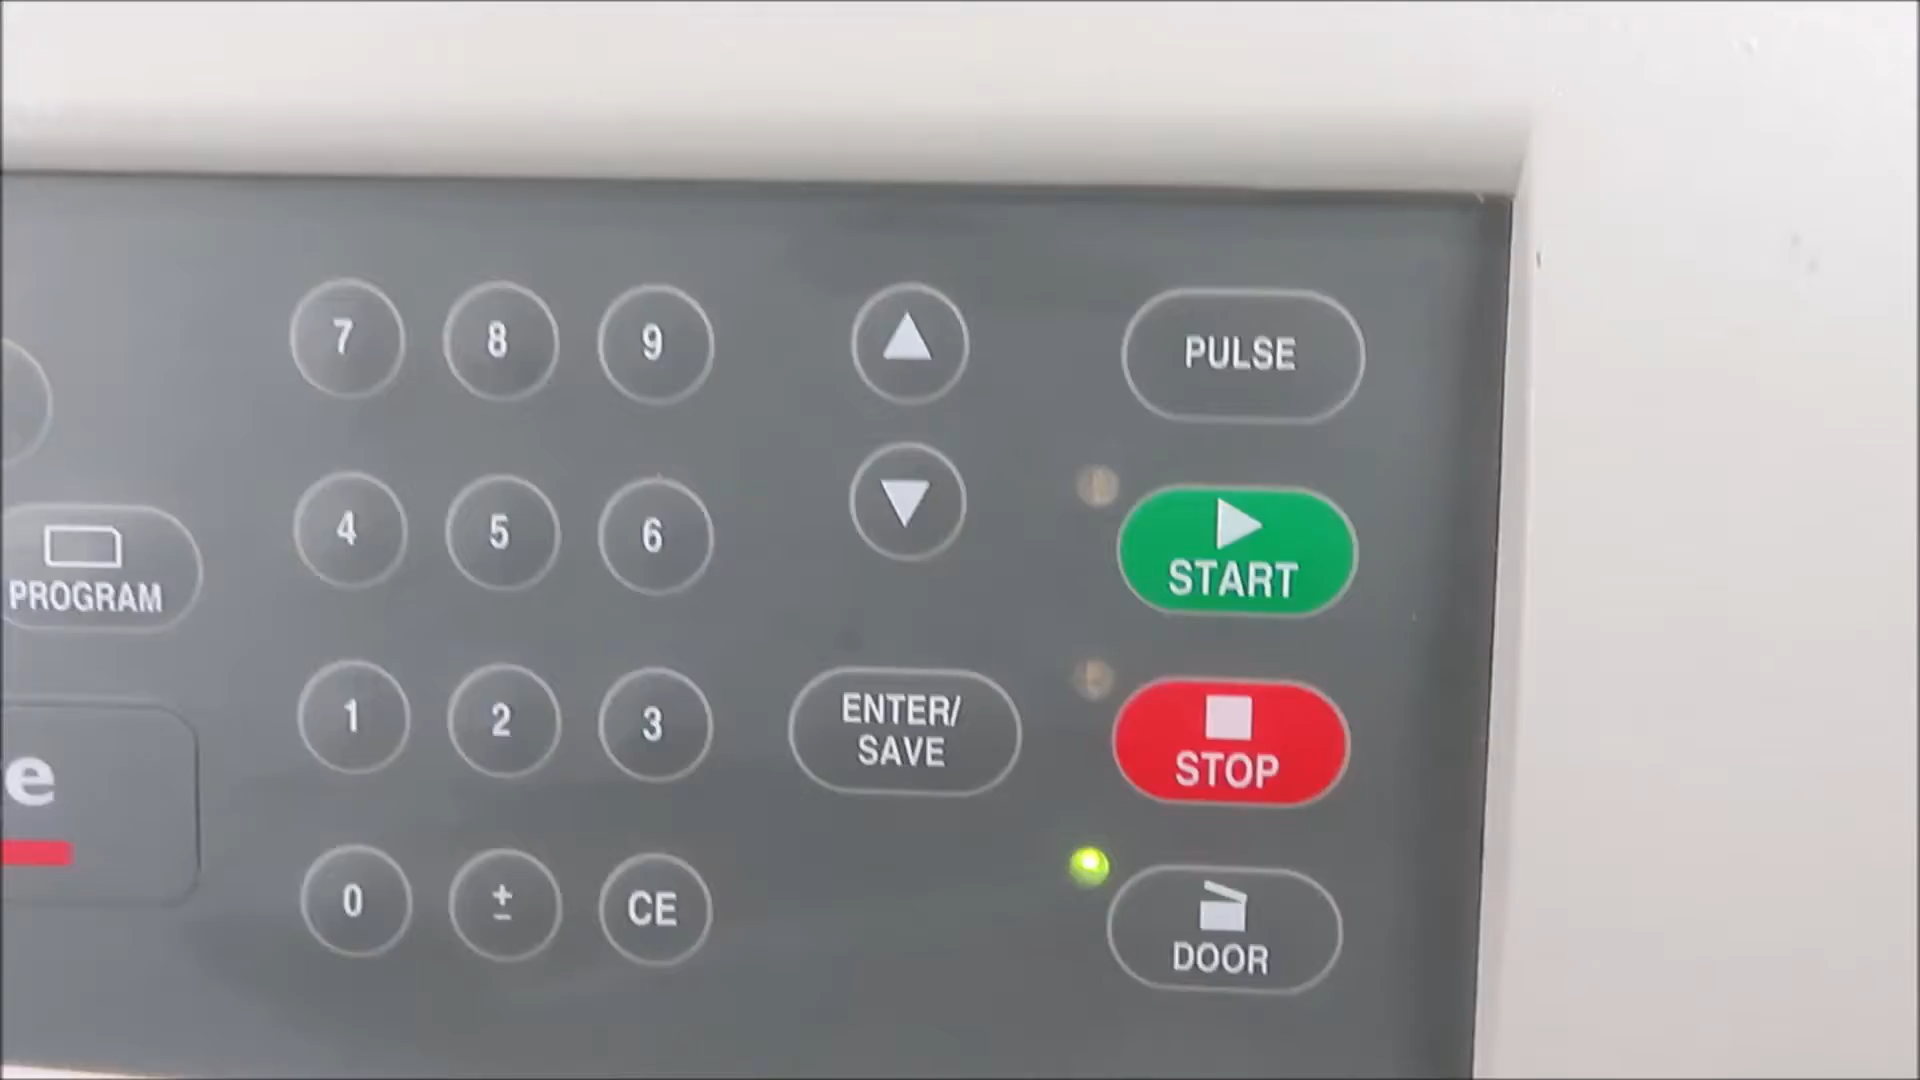 7 8 9
PULSE
4 5 6
START
PROGRAM
1 2 3
ENTER/
SAVE
STOP
e
0 ± CE
DOOR